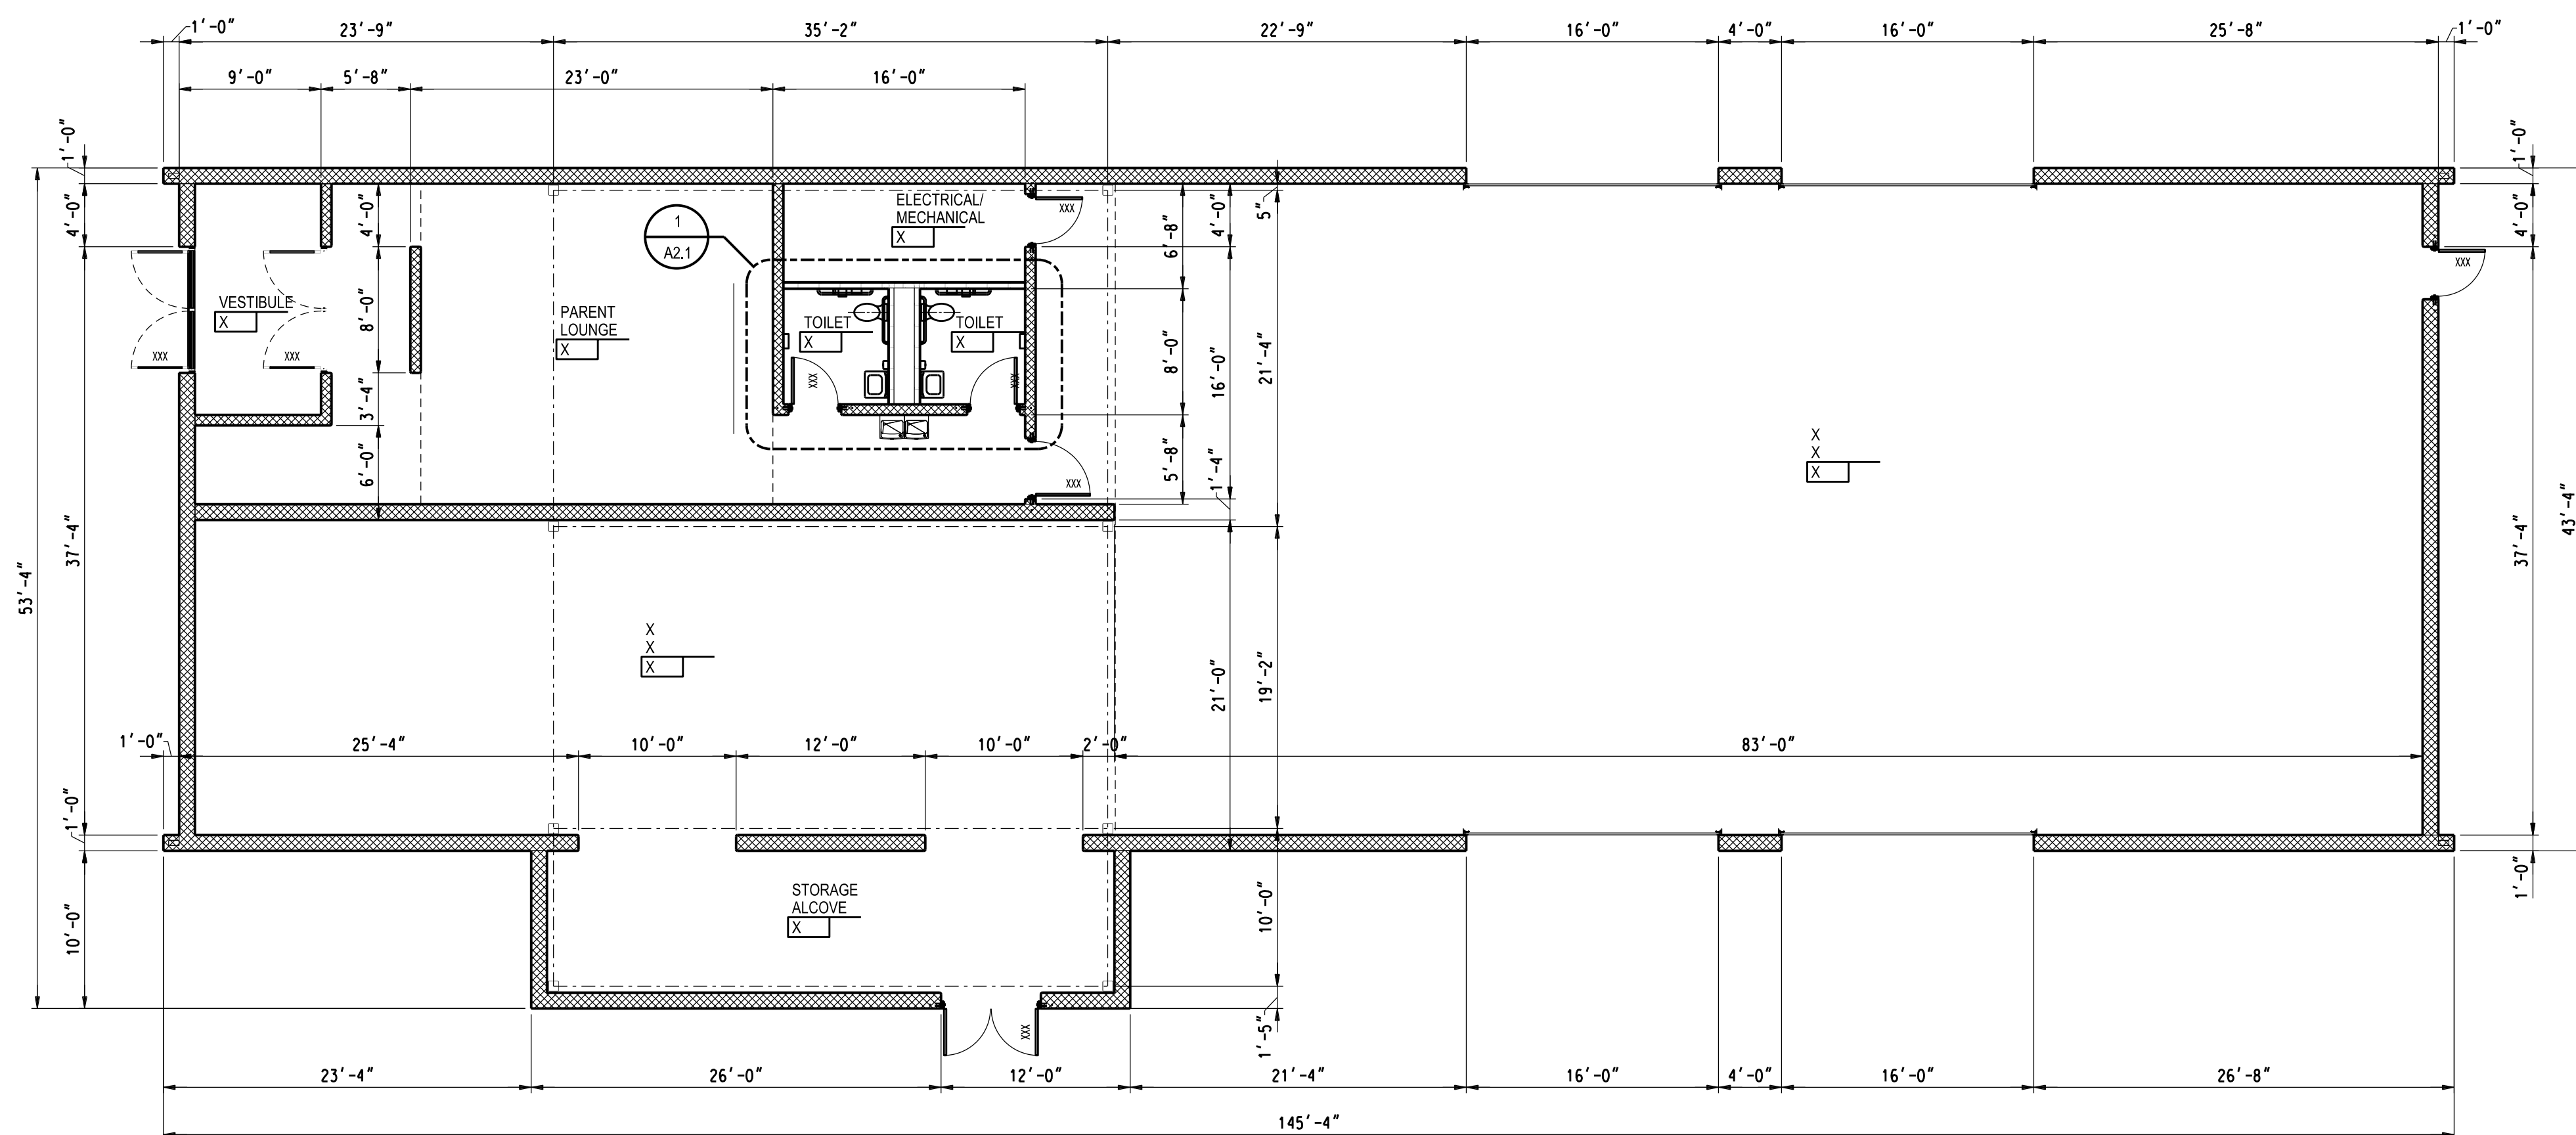 1'-0"
23'-9"
35'-2"
22'-9"
16'-0"
4'-0"
16'-0"
25'-8"
1'-0"
9'-0"
5'-8"
23'-0"
16'-0"
1'-0"
4'-0"
37'-4"
53'-4"
1'-0"
10'-0"
4'-0"
8'-0"
3'-4"
6'-0"
XXX
XXX
VESTIBULE
X
PARENT
LOUNGE
X
1
A2.1
ELECTRICAL/
MECHANICAL
X
XXX
TOILET
X
TOILET
X
XXX
XXX
XXX
6'-8"
8'-0"
5'-8"
4'-0"
16'-0"
1'-4"
21'-0"
5"
21'-4"
19'-2"
10'-0"
1'-5"
X
X
X
X
X
X
XXX
1'-0"
4'-0"
37'-4"
43'-4"
1'-0"
1'-0"
25'-4"
10'-0"
12'-0"
10'-0"
2'-0"
83'-0"
STORAGE
ALCOVE
X
XXX
23'-4"
26'-0"
12'-0"
21'-4"
16'-0"
4'-0"
16'-0"
26'-8"
145'-4"